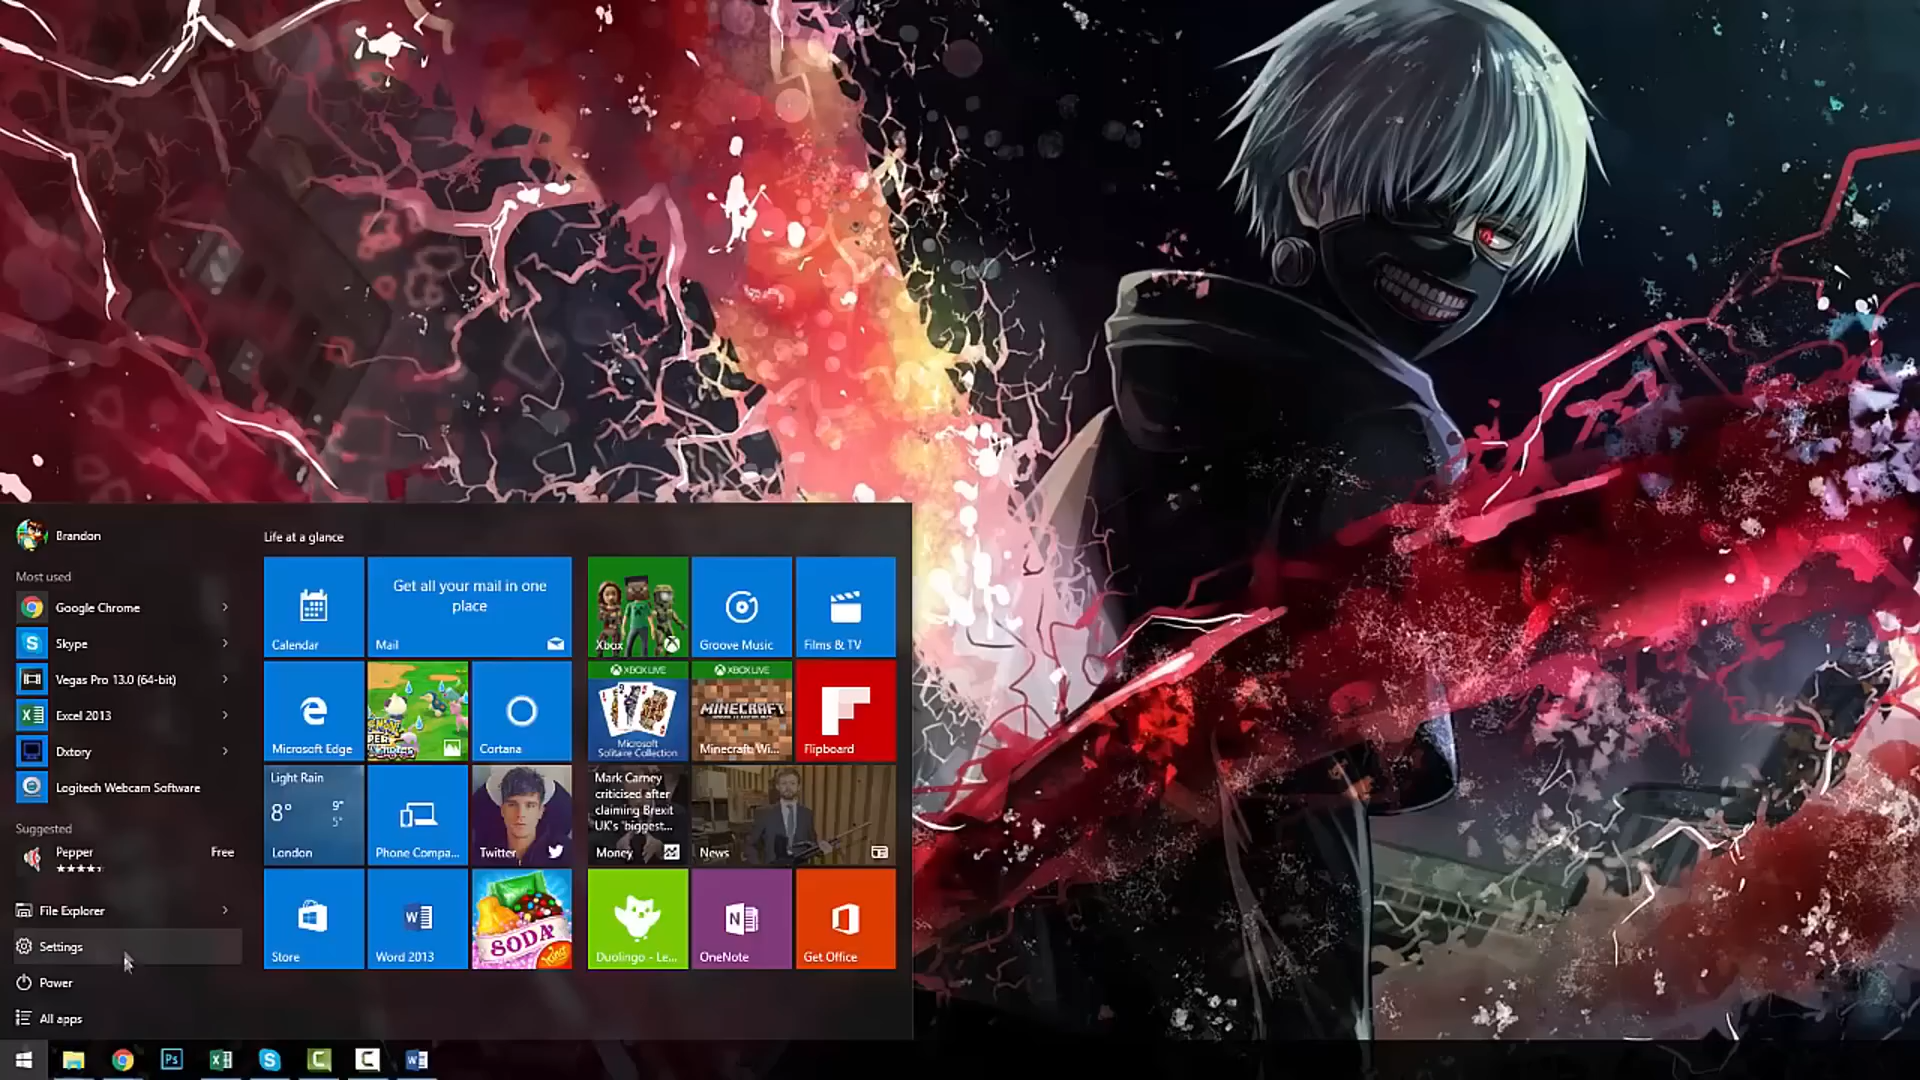 Brandon
Most used
Google Chrome
Skype
Vegas Pro 13.0 (64-bit)
Excel 2013
Dxtory
Logitech Webcam Software
Suggested
Pepper
Free
File Explorer
Settings
Power
All apps
Life at a glance
Calendar
Get all your mail in one
place
Mail
Microsoft Edge
Photos
Cortana
Light Rain
8°
9°
5°
London
Phone Compa...
Twitter
Store
Word 2013
SODA
Xbox
Groove Music
Films & TV
XBOX LIVE
Microsoft
Solitaire Collection
XBOX LIVE
MINECRAFT
Minecraft: Wi...
Flipboard
Mark Carney
criticised after
claiming Brexit
UK's 'biggest...
Money
News
Duolingo - Le...
OneNote
Get Office
Ps